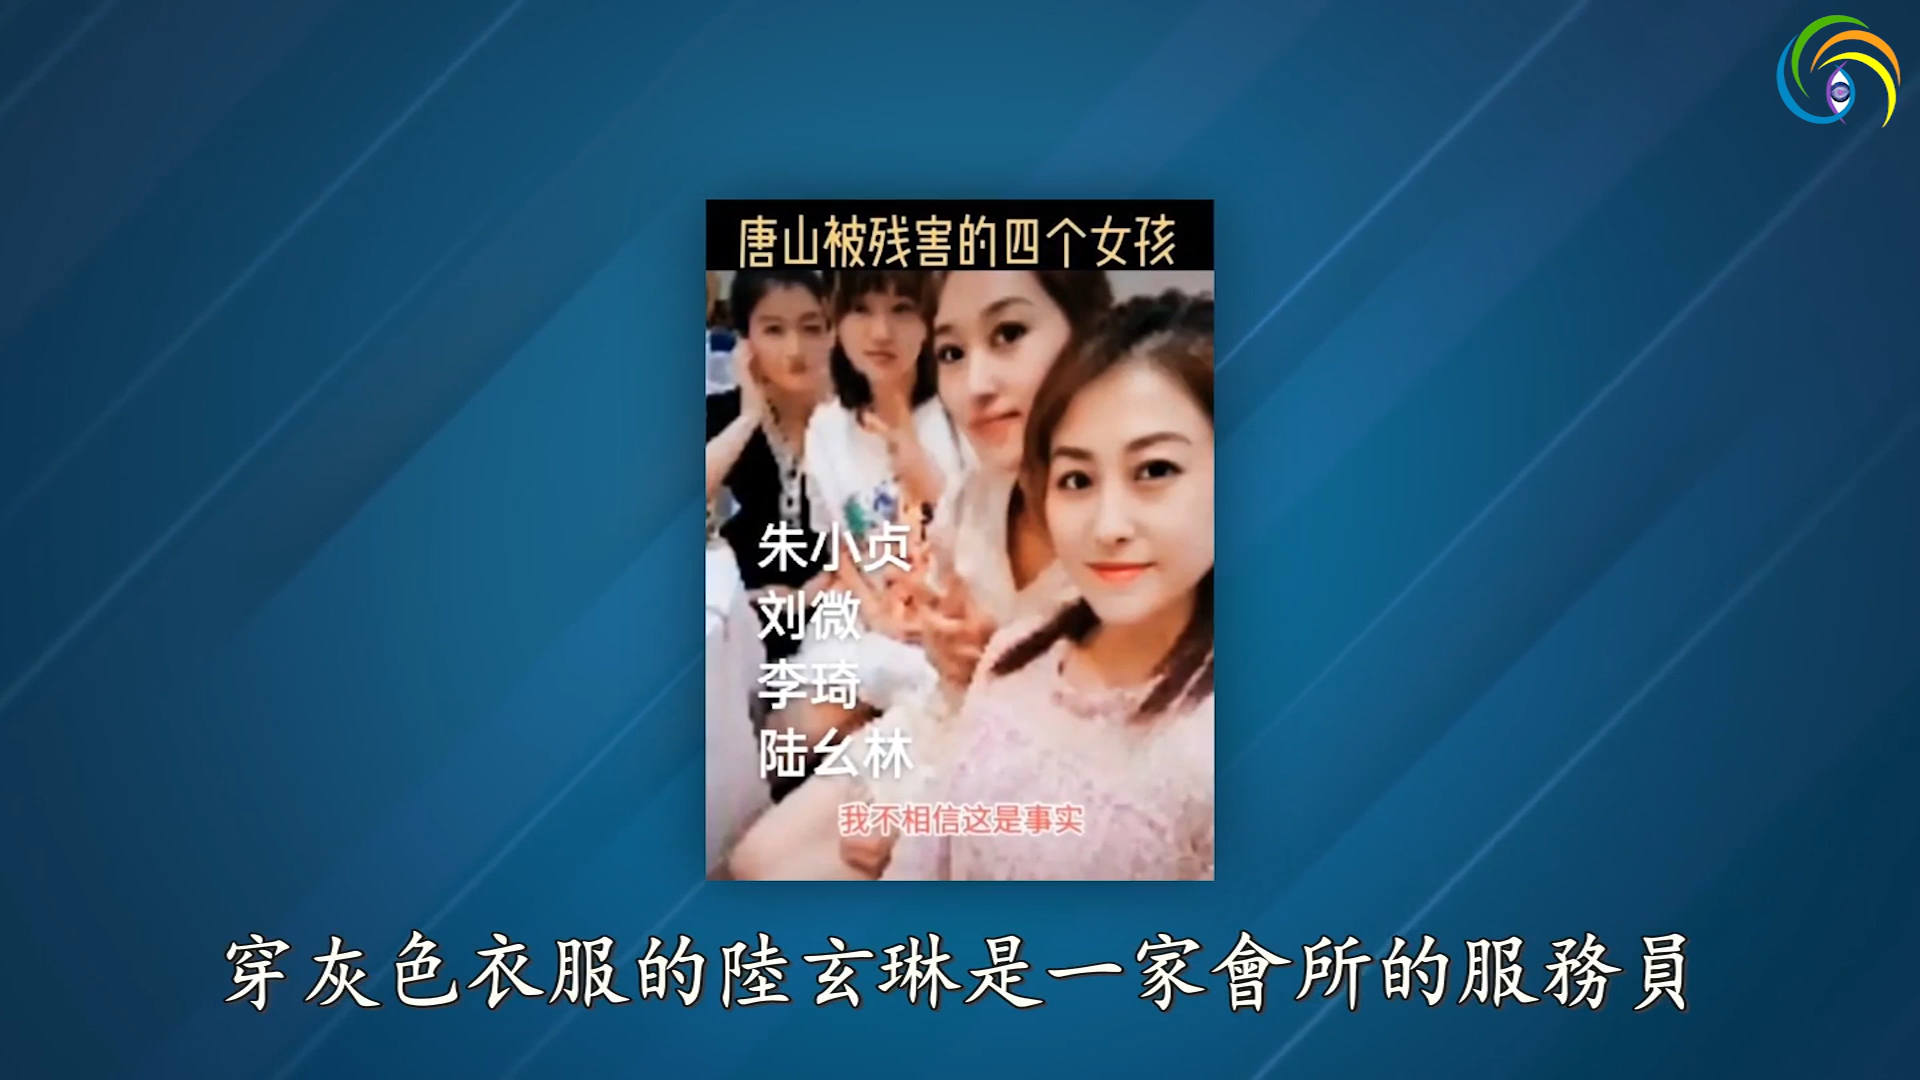 唐山被残害的四个女孩
朱小贞
刘微
李琦
陆幺林
我不相信这是事实
穿灰色衣服的陸玄琳是一家會所的服務員